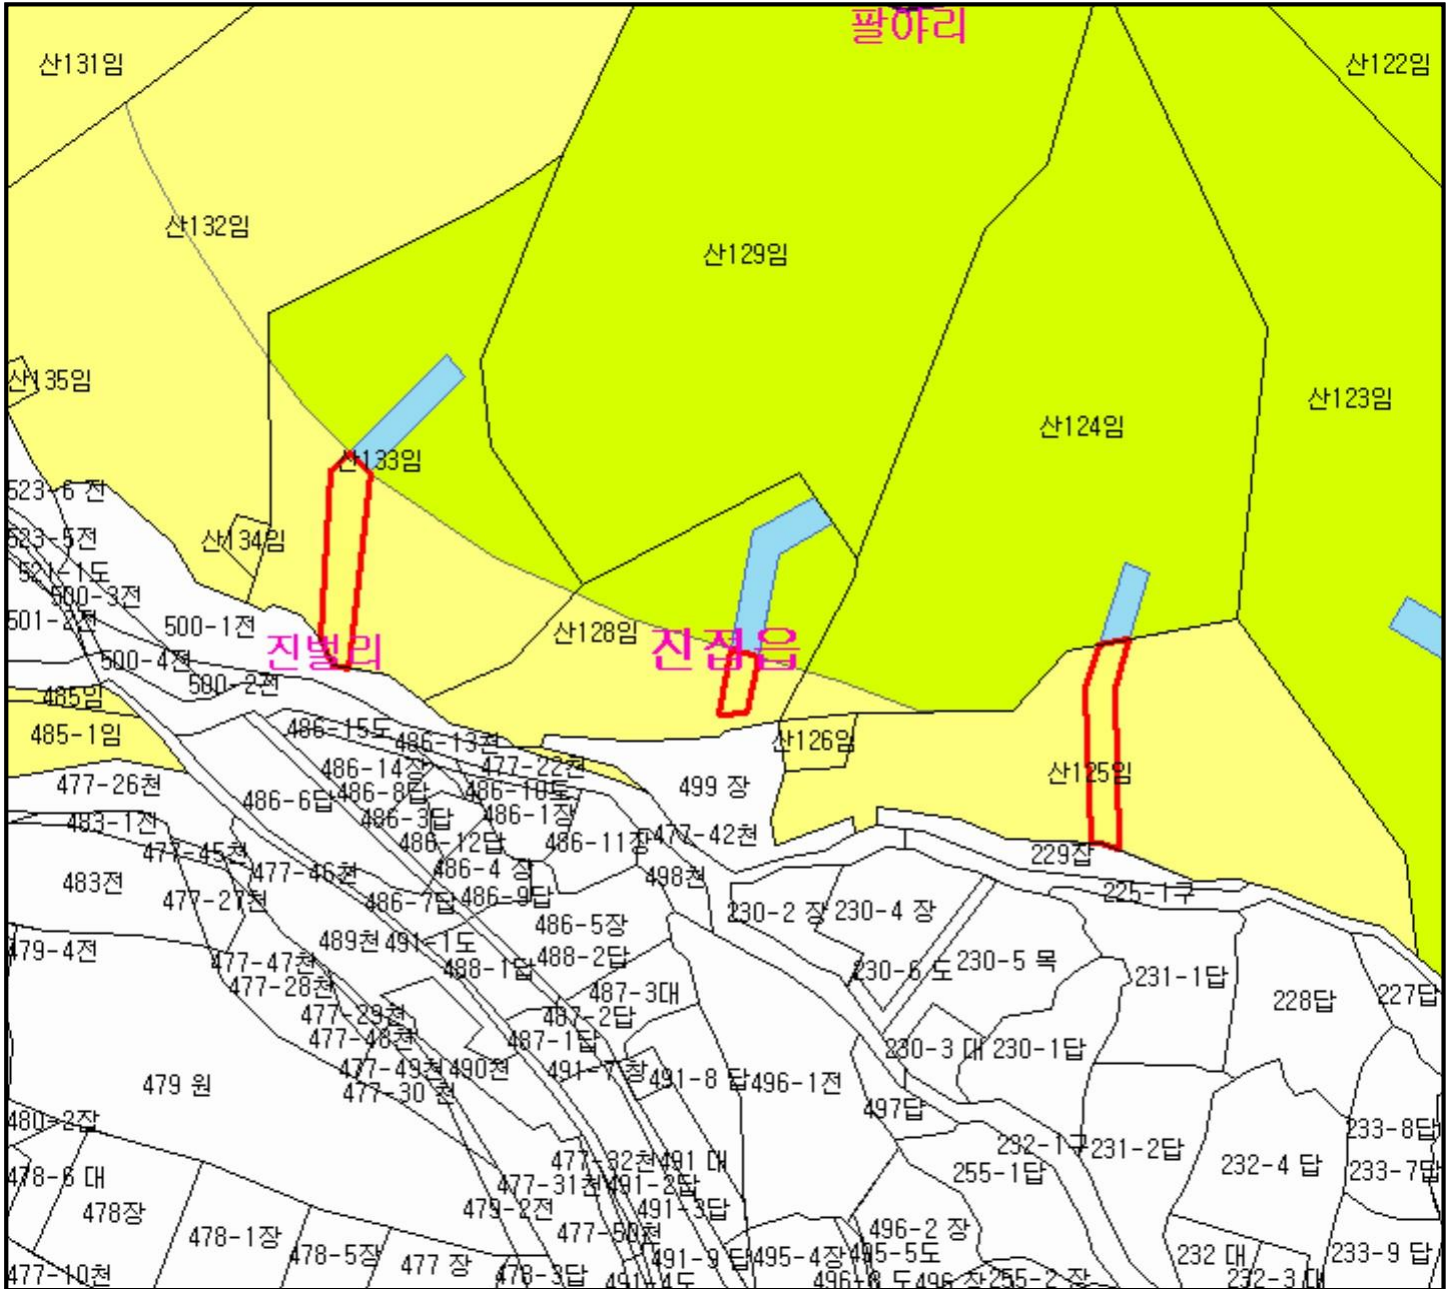 팔야리
산131임
산122임
산132임
산129임
산135임
산123임
산124임
산133임
523-6 전
산134임
523-5전
521-1도
500-3전
501-2전
500-1전
산128임
진접읍
진벌리
500-4전
500-2전
485임
485-1임
486-15도
486-13전
산126임
477-22천
486-14장
산125임
477-26천
499 장
486-6답
486-8답
486-10도
486-1장
486-3답
483-1전
477-42천
486-12답
486-11장
477-45천
229잡
486-4 장
477-46천
498천
483전
225-1구
477-27천
486-7답
486-9답
230-2 장
230-4 장
486-5장
489천
491-1도
479-4전
488-2답
477-47천
488-1답
230-6 도
230-5 목
231-1답
477-28천
487-3대
228답
227답
477-29천
487-2답
477-48천
487-1답
230-3 대
230-1답
477-49천
490천
491-7 창
491-8 답
496-1전
479 원
477-30 천
497답
480-2잡
232-1구
231-2답
233-8답
477-32천
491 대
255-1답
232-4 답
233-7답
478-6 대
477-31천
491-2답
478장
479-2전
491-3답
478-1장
477-50천
496-2 장
478-5장
477 장
491-9 답
495-4장
495-5도
232 대
233-9 답
477-10천
478-3답
491-4도
496-8 도
496 장
255-2 장
232-3 대